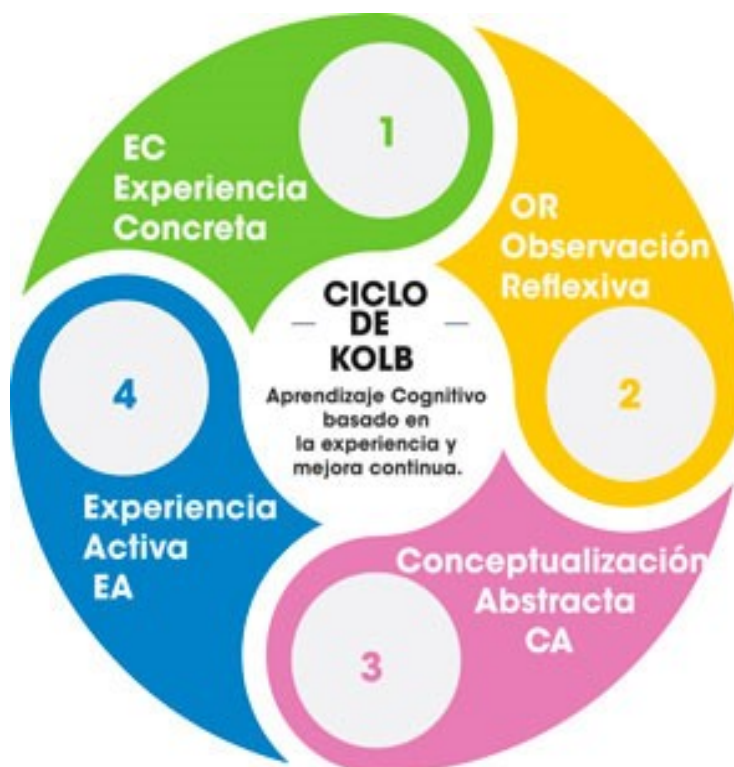 1
EC
Experiencia
Concreta
OR
Observación
Reflexiva
2
CICLO
DE
KOLB
Aprendizaje Cognitivo
basado en
la experiencia y
mejora continua.
Conceptualización
Abstracta
CA
3
4
Experiencia
Activa
EA